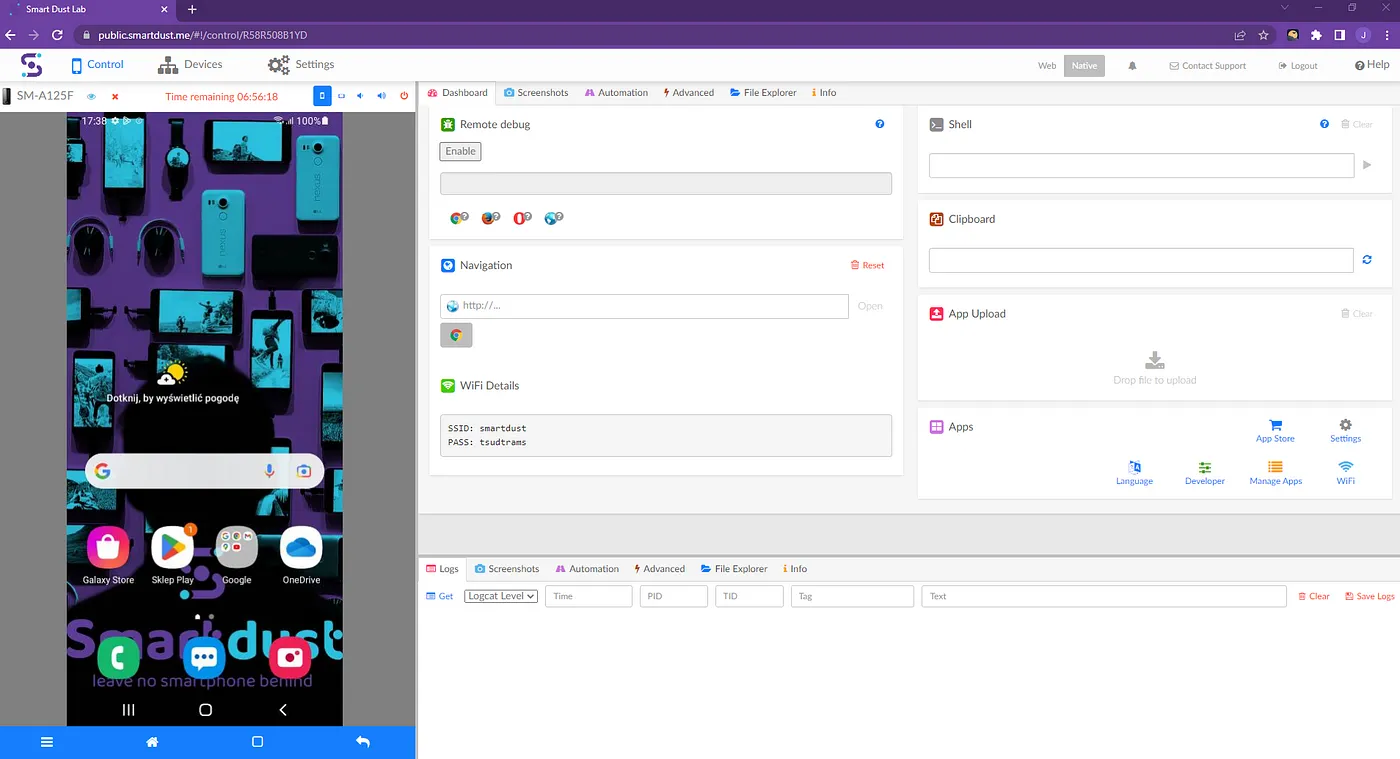 Smart Dust Lab
public.smartdust.me/#!/control/R58R508B1YD
J
Control
Devices
Settings
Web
Native
Contact Support
Logout
Help
SM-A125F
Time remaining 06:56:18
17:38
100%
nexus
Dotknij, by wyświetlić pogodę
1
Galaxy Store
Sklep Play
Google
OneDrive
Smartdust
leave no smartphone behind
Dashboard
Screenshots
Automation
Advanced
File Explorer
Info
Remote debug
Enable
Navigation
Reset
http://...
Open
WiFi Details
SSID: smartdust
PASS: tsudtrams
Shell
Clear
Clipboard
App Upload
Clear
Drop file to upload
Apps
App Store
Settings
Language
Developer
Manage Apps
WiFi
Logs
Screenshots
Automation
Advanced
File Explorer
Info
Get
Logcat Level
Time
PID
TID
Tag
Text
Clear
Save Logs